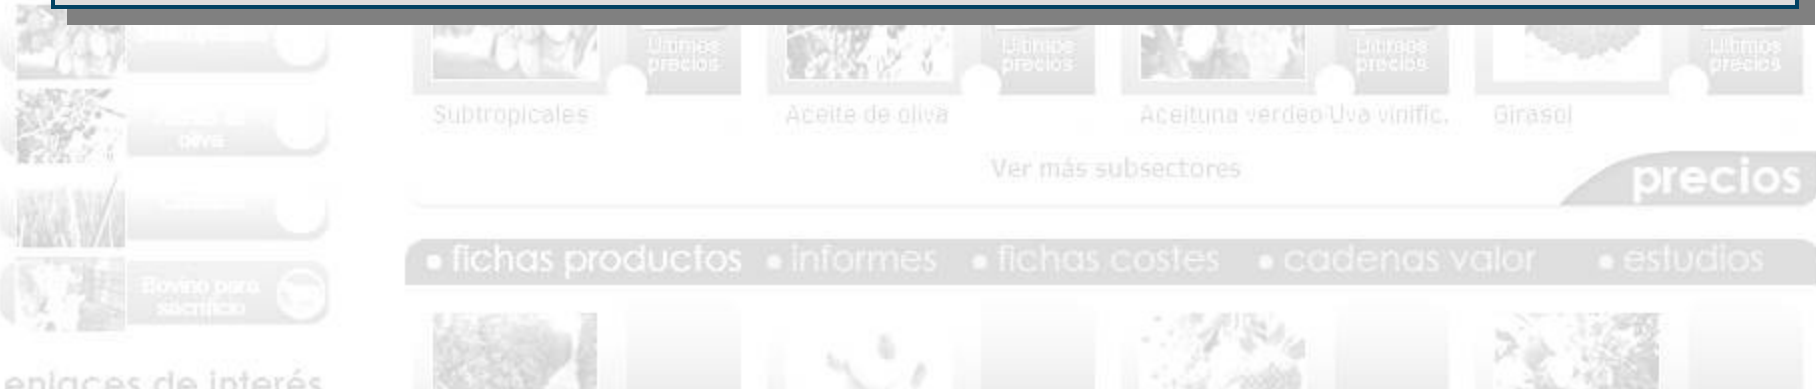 Últimos
precios
Últimos
precios
Últimos
precios
Últimos
precios
Subtropicales
Aceite de oliva
Aceituna verdeo
Uva vinific.
Girasol
oliva
Ver más subsectores
precios
• fichas productos • informes • fichas costes • cadenas valor • estudios
Bovino para
sacrificio
enlaces de interés